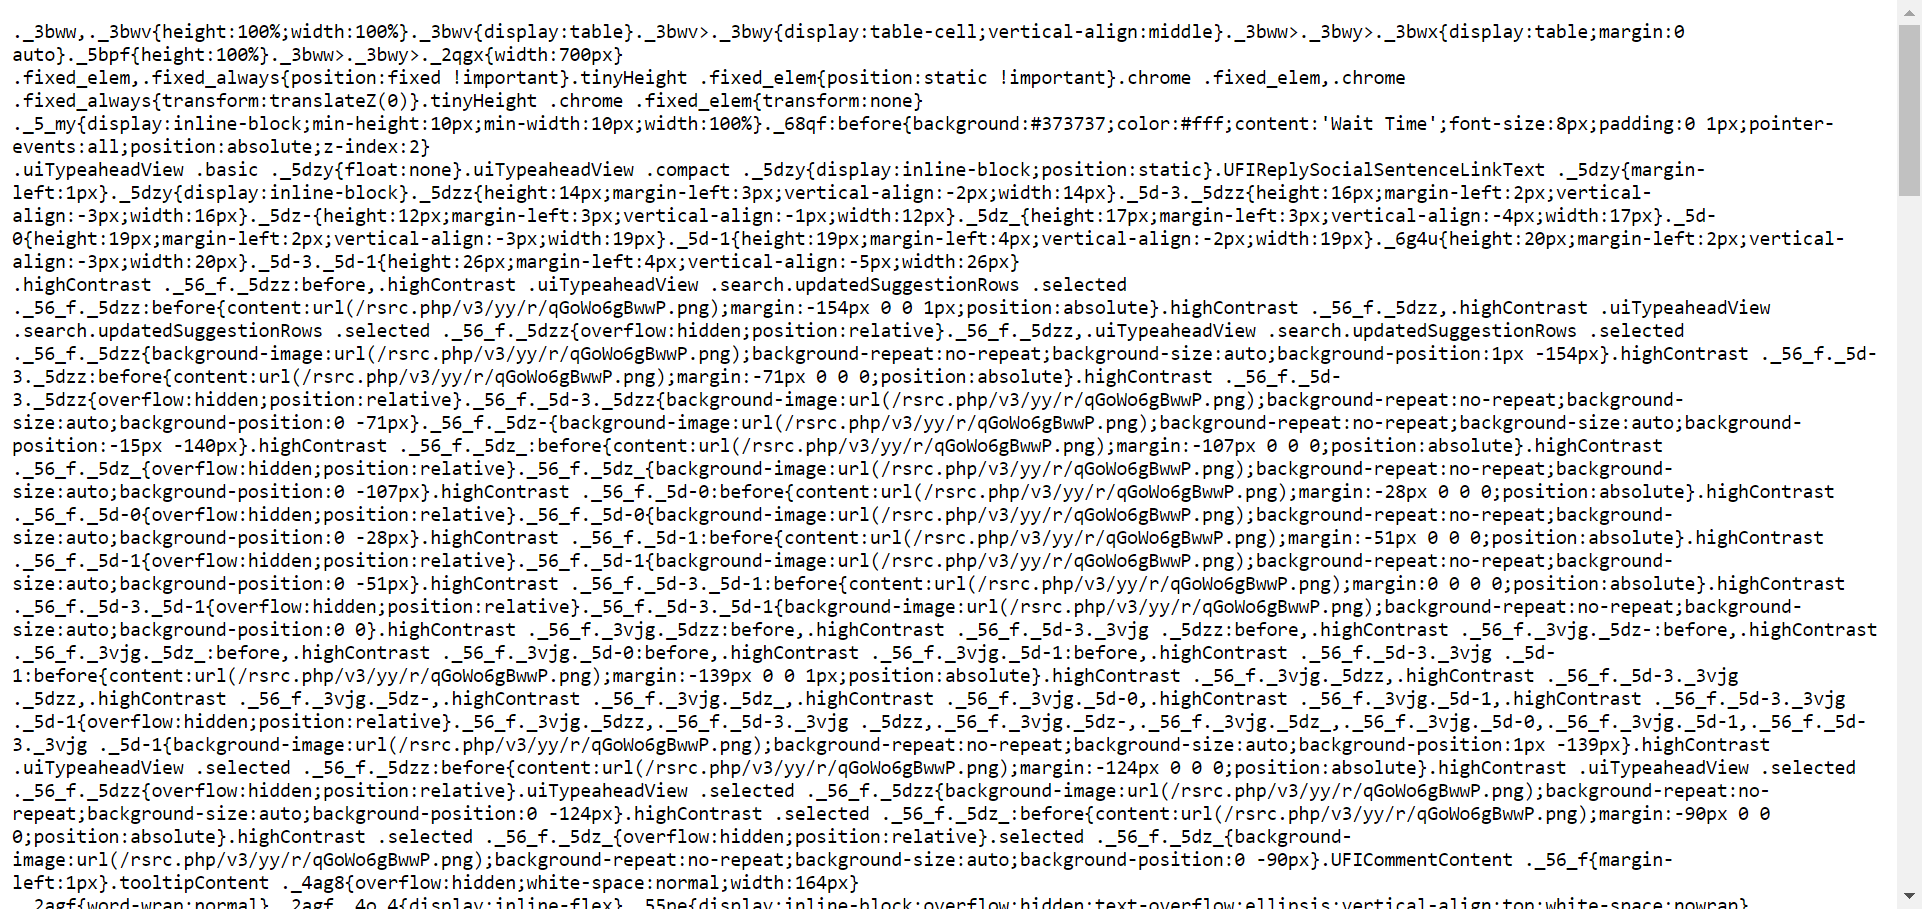 ._3bww,._3bwv{height:100%;width:100%}._3bwv{display:table}._3bwv>._3bwy{display:table-cell;vertical-align:middle}._3bww>._3bwy>._3bwx{display:table;margin:0
auto}._5bpf{height:100%}._3bww>._3bwy>._2qgx{width:700px}
.fixed_elem,.fixed_always{position:fixed !important}.tinyHeight .fixed_elem{position:static !important}.chrome .fixed_elem,.chrome
.fixed_always{transform:translateZ(0)}.tinyHeight .chrome .fixed_elem{transform:none}
._5_my{display:inline-block;min-height:10px;min-width:10px;width:100%}._68qf:before{background:#373737;color:#fff;content:'Wait Time';font-size:8px;padding:0 1px;pointer-
events:all;position:absolute;z-index:2}
.uiTypeaheadView .basic ._5dzy{float:none}.uiTypeaheadView .compact ._5dzy{display:inline-block;position:static}.UFIReplySocialSentenceLinkText ._5dzy{margin-
left:1px}._5dzy{display:inline-block}._5dzz{height:14px;margin-left:3px;vertical-align:-2px;width:14px}._5d-3._5dzz{height:16px;margin-left:2px;vertical-
align:-3px;width:16px}._5dz-{height:12px;margin-left:3px;vertical-align:-1px;width:12px}._5dz_{height:17px;margin-left:3px;vertical-align:-4px;width:17px}._5d-
0{height:19px;margin-left:2px;vertical-align:-3px;width:19px}._5d-1{height:19px;margin-left:4px;vertical-align:-2px;width:19px}._6g4u{height:20px;margin-left:2px;vertical-
align:-3px;width:20px}._5d-3._5d-1{height:26px;margin-left:4px;vertical-align:-5px;width:26px}
.highContrast ._56_f._5dzz:before,.highContrast .uiTypeaheadView .search.updatedSuggestionRows .selected
._56_f._5dzz:before{content:url(/rsrc.php/v3/yy/r/qGoWo6gBwwP.png);margin:-154px 0 0 1px;position:absolute}.highContrast ._56_f._5dzz,.highContrast .uiTypeaheadView
.search.updatedSuggestionRows .selected ._56_f._5dzz{overflow:hidden;position:relative}._56_f._5dzz,.uiTypeaheadView .search.updatedSuggestionRows .selected
._56_f._5dzz{background-image:url(/rsrc.php/v3/yy/r/qGoWo6gBwwP.png);background-repeat:no-repeat;background-size:auto;background-position:1px -154px}.highContrast ._56_f._5d-
3._5dzz:before{content:url(/rsrc.php/v3/yy/r/qGoWo6gBwwP.png);margin:-71px 0 0 0;position:absolute}.highContrast ._56_f._5d-
3._5dzz{overflow:hidden;position:relative}._56_f._5d-3._5dzz{background-image:url(/rsrc.php/v3/yy/r/qGoWo6gBwwP.png);background-repeat:no-repeat;background-
size:auto;background-position:0 -71px}._56_f._5dz-{background-image:url(/rsrc.php/v3/yy/r/qGoWo6gBwwP.png);background-repeat:no-repeat;background-size:auto;background-
position:-15px -140px}.highContrast ._56_f._5dz_:before{content:url(/rsrc.php/v3/yy/r/qGoWo6gBwwP.png);margin:-107px 0 0 0;position:absolute}.highContrast
._56_f._5dz_{overflow:hidden;position:relative}._56_f._5dz_{background-image:url(/rsrc.php/v3/yy/r/qGoWo6gBwwP.png);background-repeat:no-repeat;background-
size:auto;background-position:0 -107px}.highContrast ._56_f._5d-0:before{content:url(/rsrc.php/v3/yy/r/qGoWo6gBwwP.png);margin:-28px 0 0 0;position:absolute}.highContrast
._56_f._5d-0{overflow:hidden;position:relative}._56_f._5d-0{background-image:url(/rsrc.php/v3/yy/r/qGoWo6gBwwP.png);background-repeat:no-repeat;background-
size:auto;background-position:0 -28px}.highContrast ._56_f._5d-1:before{content:url(/rsrc.php/v3/yy/r/qGoWo6gBwwP.png);margin:-51px 0 0 0;position:absolute}.highContrast
._56_f._5d-1{overflow:hidden;position:relative}._56_f._5d-1{background-image:url(/rsrc.php/v3/yy/r/qGoWo6gBwwP.png);background-repeat:no-repeat;background-
size:auto;background-position:0 -51px}.highContrast ._56_f._5d-3._5d-1:before{content:url(/rsrc.php/v3/yy/r/qGoWo6gBwwP.png);margin:0 0 0 0;position:absolute}.highContrast
._56_f._5d-3._5d-1{overflow:hidden;position:relative}._56_f._5d-3._5d-1{background-image:url(/rsrc.php/v3/yy/r/qGoWo6gBwwP.png);background-repeat:no-repeat;background-
size:auto;background-position:0 0}.highContrast ._56_f._3vjg._5dzz:before,.highContrast ._56_f._5d-3._3vjg ._5dzz:before,.highContrast ._56_f._3vjg._5dz-:before,.highContrast
._56_f._3vjg._5dz_:before,.highContrast ._56_f._3vjg._5d-0:before,.highContrast ._56_f._3vjg._5d-1:before,.highContrast ._56_f._5d-3._3vjg ._5d-
1:before{content:url(/rsrc.php/v3/yy/r/qGoWo6gBwwP.png);margin:-139px 0 0 1px;position:absolute}.highContrast ._56_f._3vjg._5dzz,.highContrast ._56_f._5d-3._3vjg
._5dzz,.highContrast ._56_f._3vjg._5dz-,.highContrast ._56_f._3vjg._5dz_,.highContrast ._56_f._3vjg._5d-0,.highContrast ._56_f._3vjg._5d-1,.highContrast ._56_f._5d-3._3vjg
._5d-1{overflow:hidden;position:relative}._56_f._3vjg._5dzz,._56_f._5d-3._3vjg ._5dzz,._56_f._3vjg._5dz-,._56_f._3vjg._5dz_,._56_f._3vjg._5d-0,._56_f._3vjg._5d-1,._56_f._5d-
3._3vjg ._5d-1{background-image:url(/rsrc.php/v3/yy/r/qGoWo6gBwwP.png);background-repeat:no-repeat;background-size:auto;background-position:1px -139px}.highContrast
.uiTypeaheadView .selected ._56_f._5dzz:before{content:url(/rsrc.php/v3/yy/r/qGoWo6gBwwP.png);margin:-124px 0 0 0;position:absolute}.highContrast .uiTypeaheadView .selected
._56_f._5dzz{overflow:hidden;position:relative}.uiTypeaheadView .selected ._56_f._5dzz{background-image:url(/rsrc.php/v3/yy/r/qGoWo6gBwwP.png);background-repeat:no-
repeat;background-size:auto;background-position:0 -124px}.highContrast .selected ._56_f._5dz_:before{content:url(/rsrc.php/v3/yy/r/qGoWo6gBwwP.png);margin:-90px 0 0
0;position:absolute}.highContrast .selected ._56_f._5dz_{overflow:hidden;position:relative}.selected ._56_f._5dz_{background-
image:url(/rsrc.php/v3/yy/r/qGoWo6gBwwP.png);background-repeat:no-repeat;background-size:auto;background-position:0 -90px}.UFICommentContent ._56_f{margin-
left:1px}.tooltipContent ._4ag8{overflow:hidden;white-space:normal;width:164px}
._2agf{word-wrap:normal}._2agf._4o_4{display:inline-flex}._55pe{display:inline-block;overflow:hidden;text-overflow:ellipsis;vertical-align:top;white-space:nowrap}